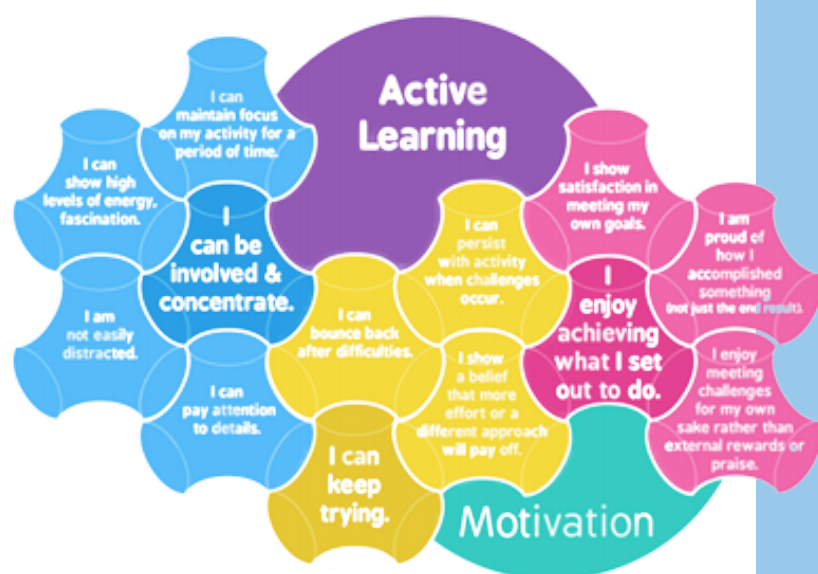 Active
Learning
I can
maintain focus
on my activity for a
period of time.
I can
show high
levels of energy,
fascination.
I
can be
involved &
concentrate.
I am
not easily
distracted.
I can
pay attention
to details.
I can
bounce back
after difficulties.
I can
persist
with activity
when challenges
occur.
I show
a belief
that more
effort or a
different approach
will pay off.
I can
keep
trying.
I show
satisfaction in
meeting my
own goals.
I am
proud of
how I
accomplished
something
(not just the end result).
I
enjoy
achieving
what I set
out to do.
I enjoy
meeting
challenges
for my own
sake rather than
external rewards or
praise.
Motivation